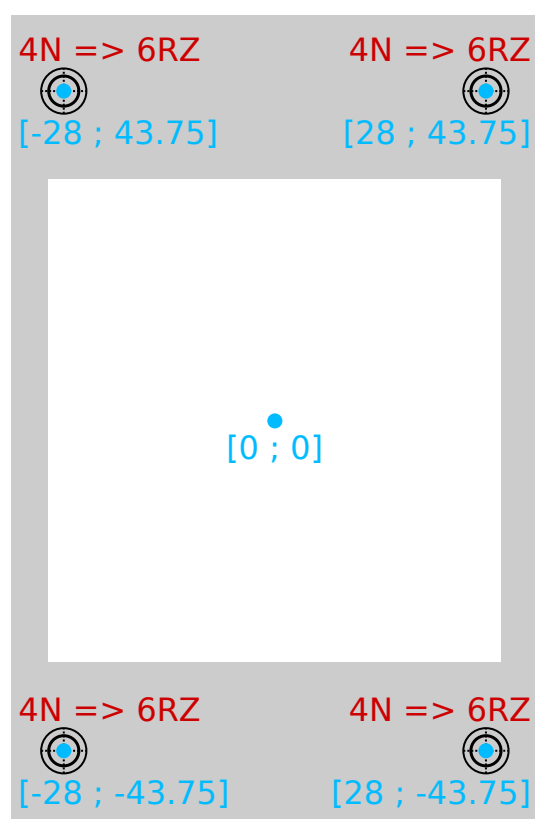 4N => 6RZ 4N => 6RZ
[-28 ; 43.75] [28 ; 43.75]
[0 ; 0]
4N => 6RZ 4N => 6RZ
[-28 ; -43.75] [28 ; -43.75]